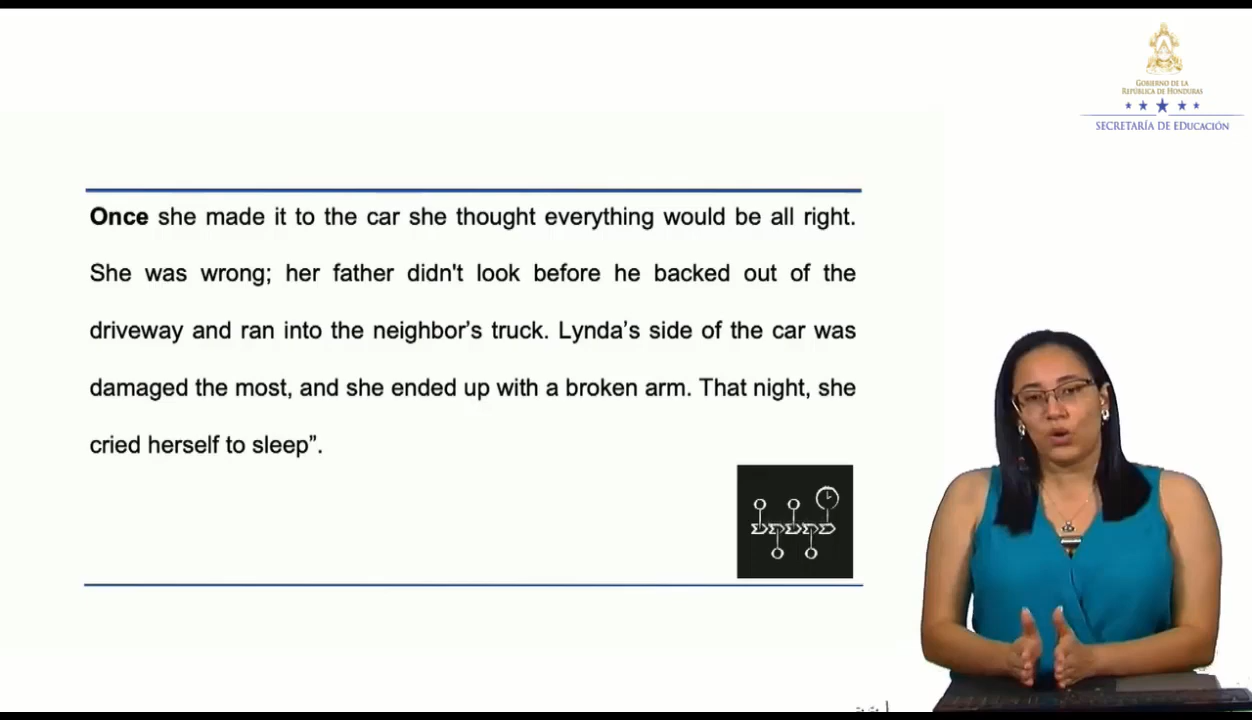 GOBIERNO DE LA
REPÚBLICA DE HONDURAS
SECRETARÍA DE EDUCACIÓN
Once she made it to the car she thought everything would be all right.
She was wrong; her father didn't look before he backed out of the
driveway and ran into the neighbor's truck. Lynda's side of the car was
damaged the most, and she ended up with a broken arm. That night, she
cried herself to sleep”.